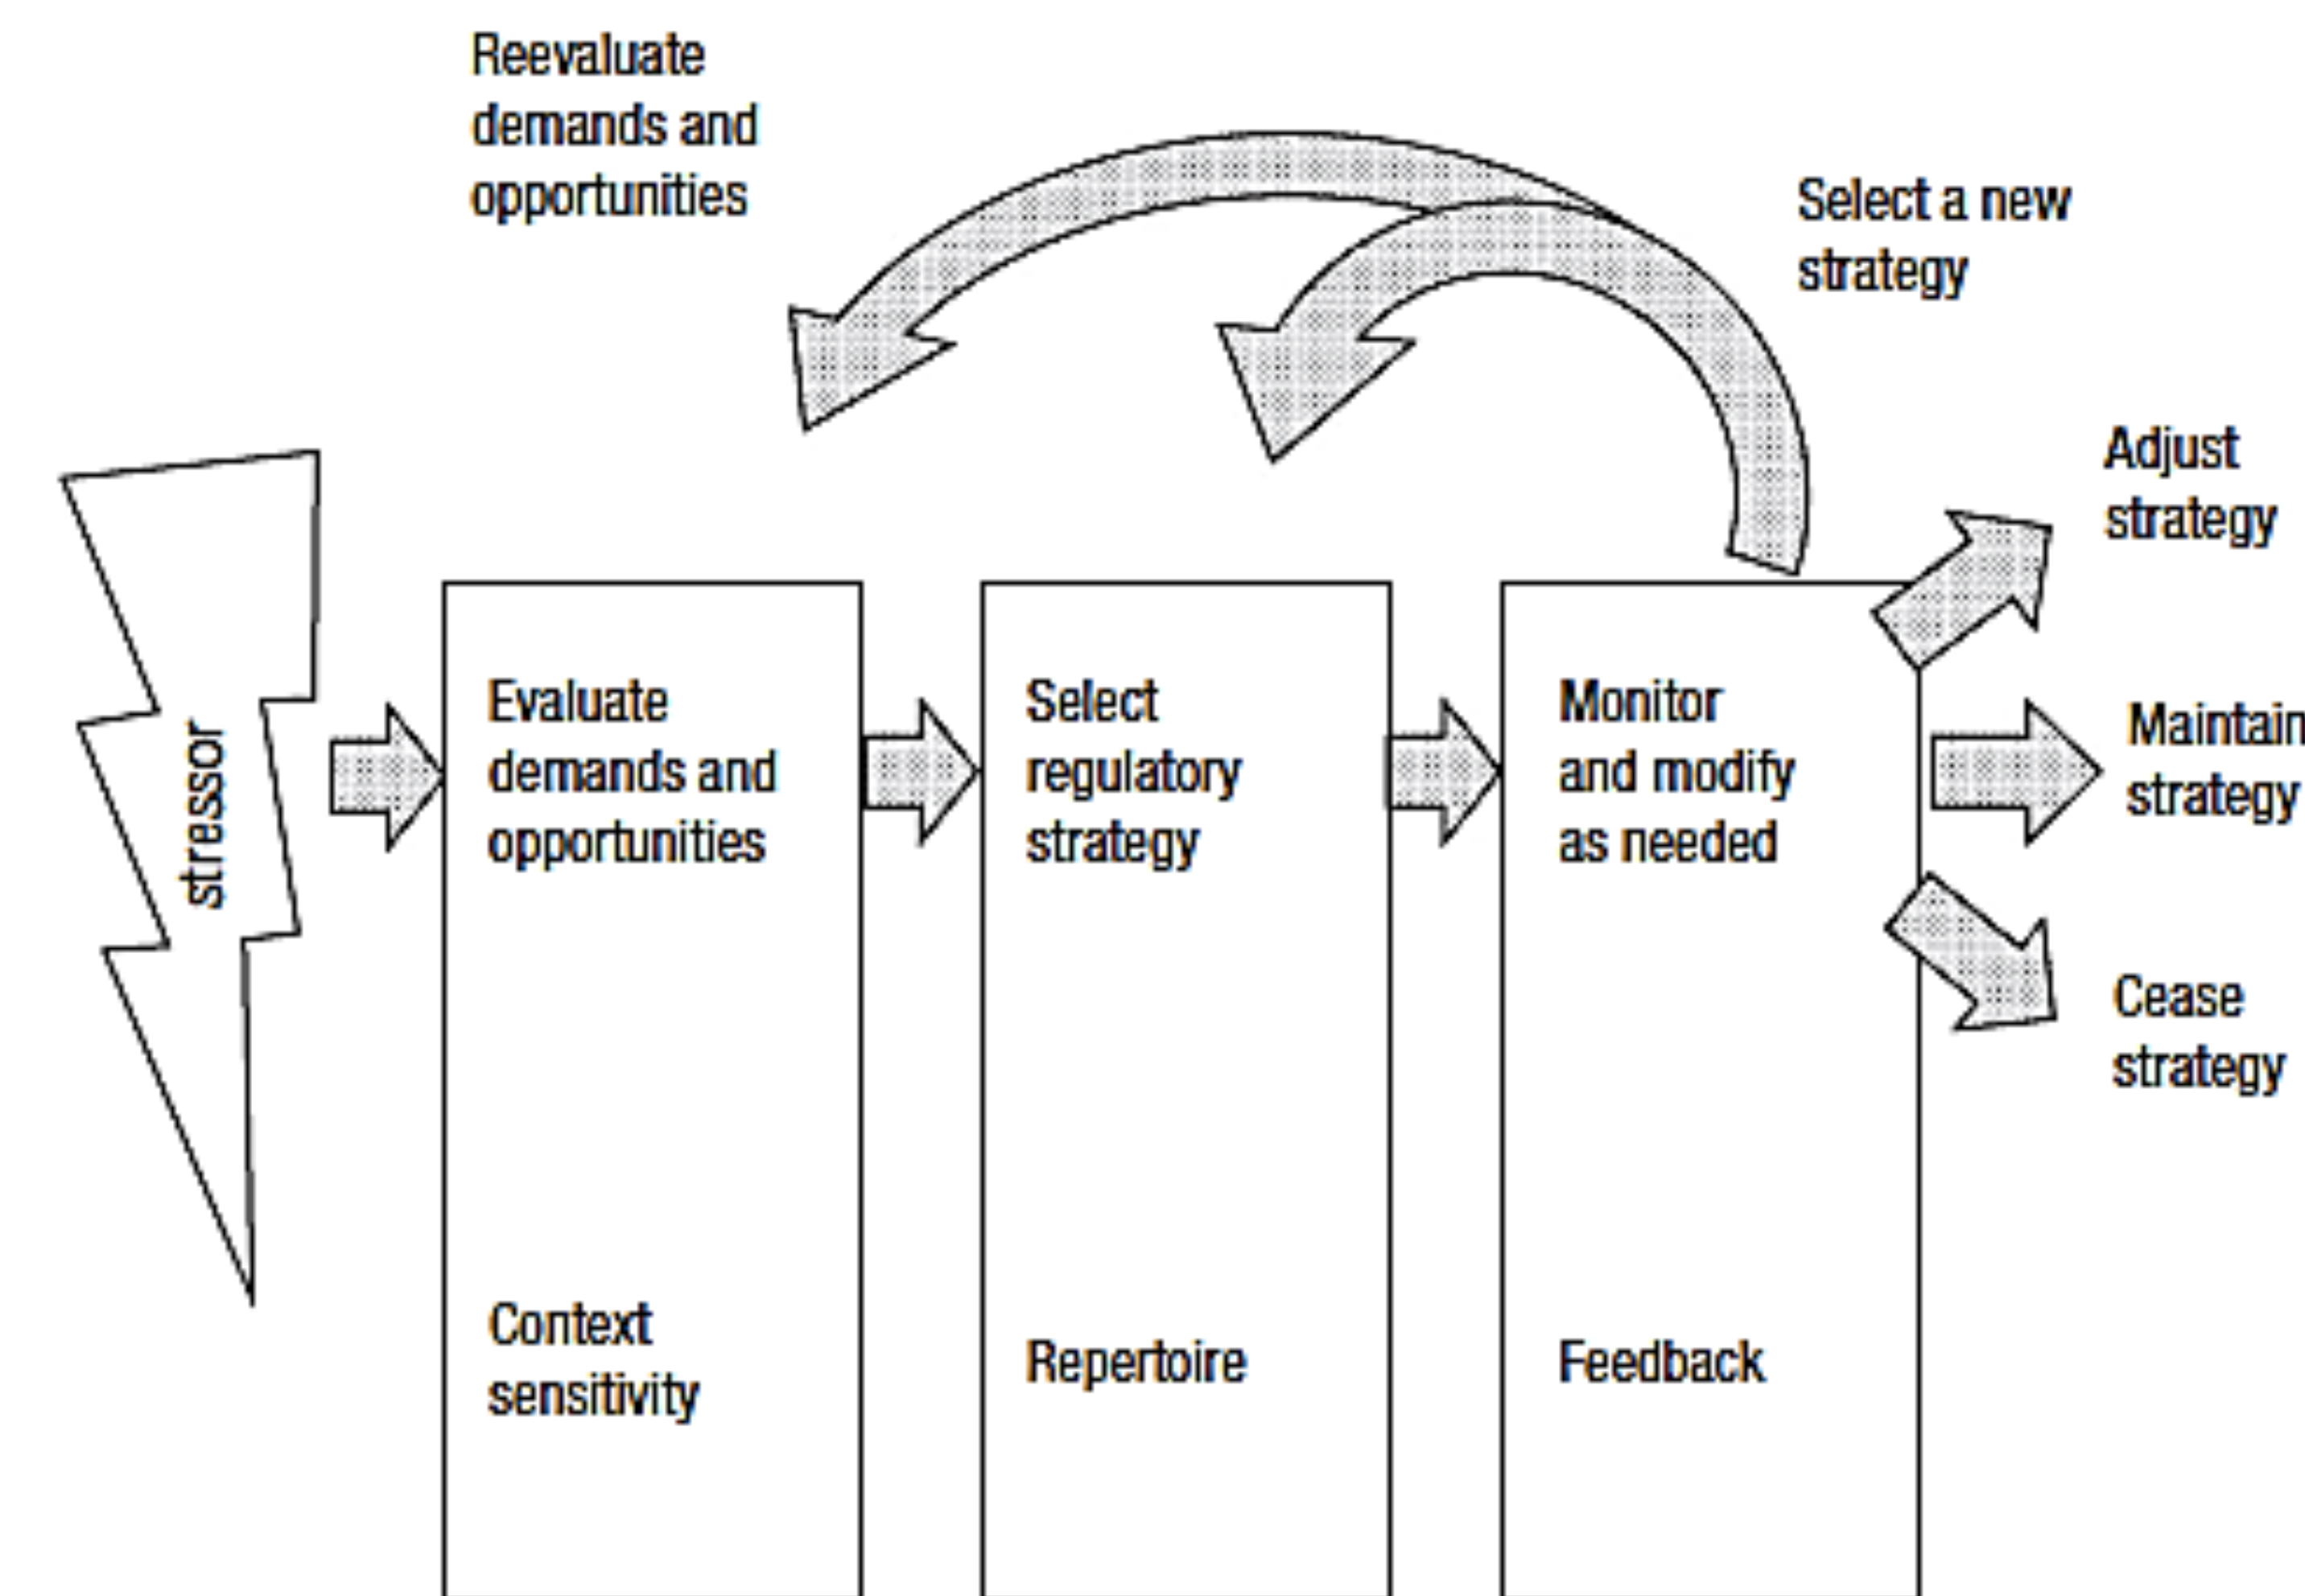 Reevaluate
demands and
opportunities
Select a new
strategy
Adjust
strategy
stressor
Evaluate
demands and
opportunities
Select
regulatory
strategy
Monitor
and modify
as needed
Maintain
strategy
Cease
strategy
Context
sensitivity
Repertoire
Feedback